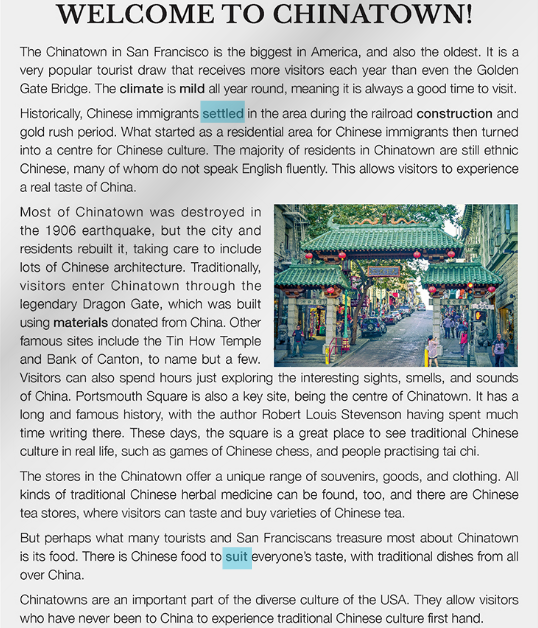 WELCOME TO CHINATOWN!
The Chinatown in San Francisco is the biggest in America, and also the oldest. It is a
very popular tourist draw that receives more visitors each year than even the Golden
Gate Bridge. The climate is mild all year round, meaning it is always a good time to visit.
Historically, Chinese immigrants settled in the area during the railroad construction and
gold rush period. What started as a residential area for Chinese immigrants then turned
into a centre for Chinese culture. The majority of residents in Chinatown are still ethnic
Chinese, many of whom do not speak English fluently. This allows visitors to experience
a real taste of China.
Most of Chinatown was destroyed in
the 1906 earthquake, but the city and
residents rebuilt it, taking care to include
lots of Chinese architecture. Traditionally,
visitors enter Chinatown through the
legendary Dragon Gate, which was built
using materials donated from China. Other
famous sites include the Tin How Temple
and Bank of Canton, to name but a few.
Visitors can also spend hours just exploring the interesting sights, smells, and sounds
of China. Portsmouth Square is also a key site, being the centre of Chinatown. It has a
long and famous history, with the author Robert Louis Stevenson having spent much
time writing there. These days, the square is a great place to see traditional Chinese
culture in real life, such as games of Chinese chess, and people practising tai chi.
The stores in the Chinatown offer a unique range of souvenirs, goods, and clothing. All
kinds of traditional Chinese herbal medicine can be found, too, and there are Chinese
tea stores, where visitors can taste and buy varieties of Chinese tea.
But perhaps what many tourists and San Franciscans treasure most about Chinatown
is its food. There is Chinese food to suit everyone's taste, with traditional dishes from all
over China.
Chinatowns are an important part of the diverse culture of the USA. They allow visitors
who have never been to China to experience traditional Chinese culture first hand.